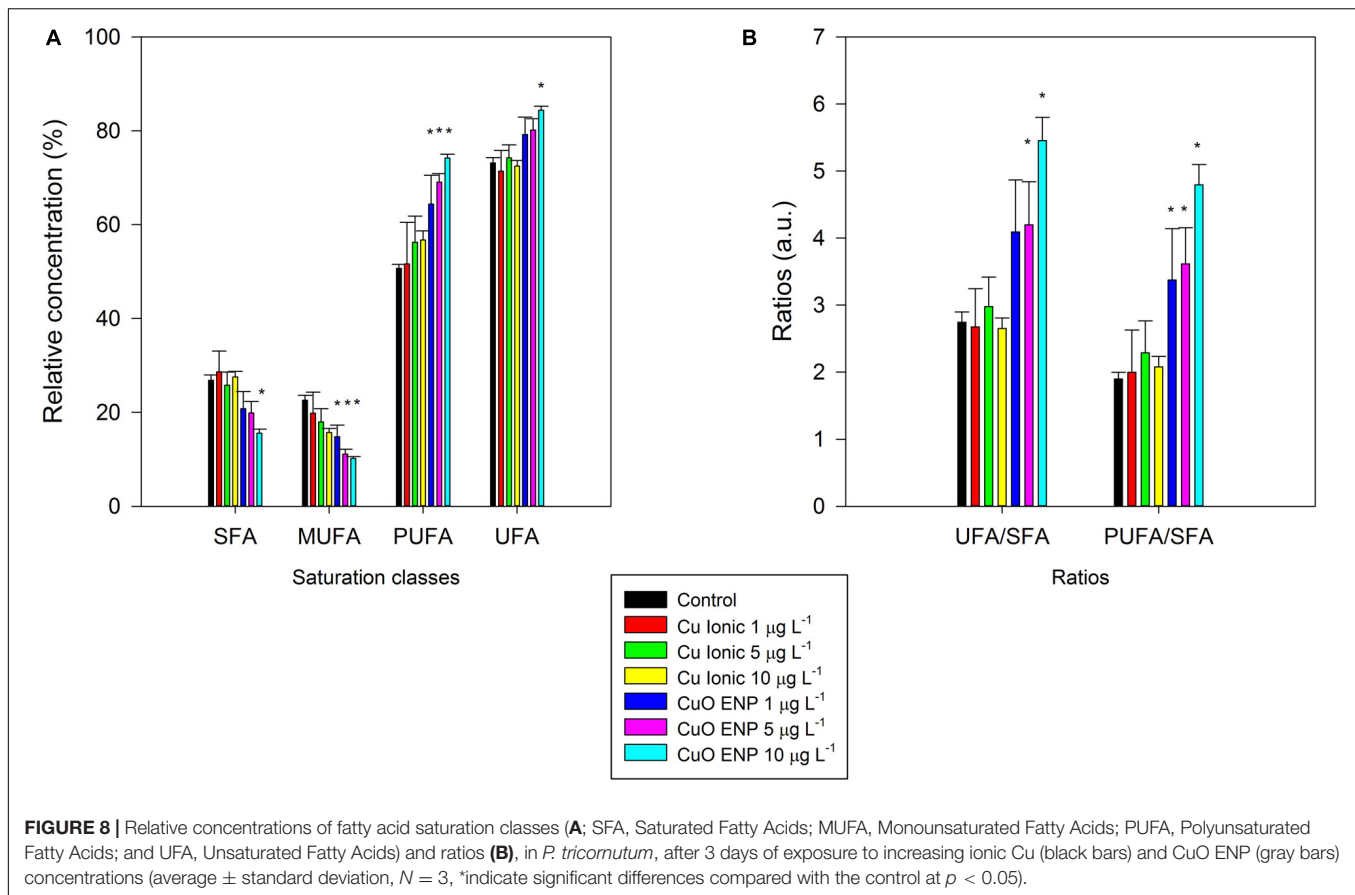 A
100
80
60
40
20
0
Relative concentration (%)
*
* * *
*
* * *
SFA MUFA PUFA UFA
Saturation classes
B
7
6
5
4
3
2
1
0
Ratios (a.u.)
*
*
*
* *
UFA/SFA PUFA/SFA
Ratios
Control
Cu Ionic 1 μg L⁻¹
Cu Ionic 5 μg L⁻¹
Cu Ionic 10 μg L⁻¹
CuO ENP 1 μg L⁻¹
CuO ENP 5 μg L⁻¹
CuO ENP 10 μg L⁻¹
FIGURE 8 | Relative concentrations of fatty acid saturation classes (A; SFA, Saturated Fatty Acids; MUFA, Monounsaturated Fatty Acids; PUFA, Polyunsaturated
Fatty Acids; and UFA, Unsaturated Fatty Acids) and ratios (B), in P. tricornutum, after 3 days of exposure to increasing ionic Cu (black bars) and CuO ENP (gray bars)
concentrations (average ± standard deviation, N = 3, *indicate significant differences compared with the control at p < 0.05).